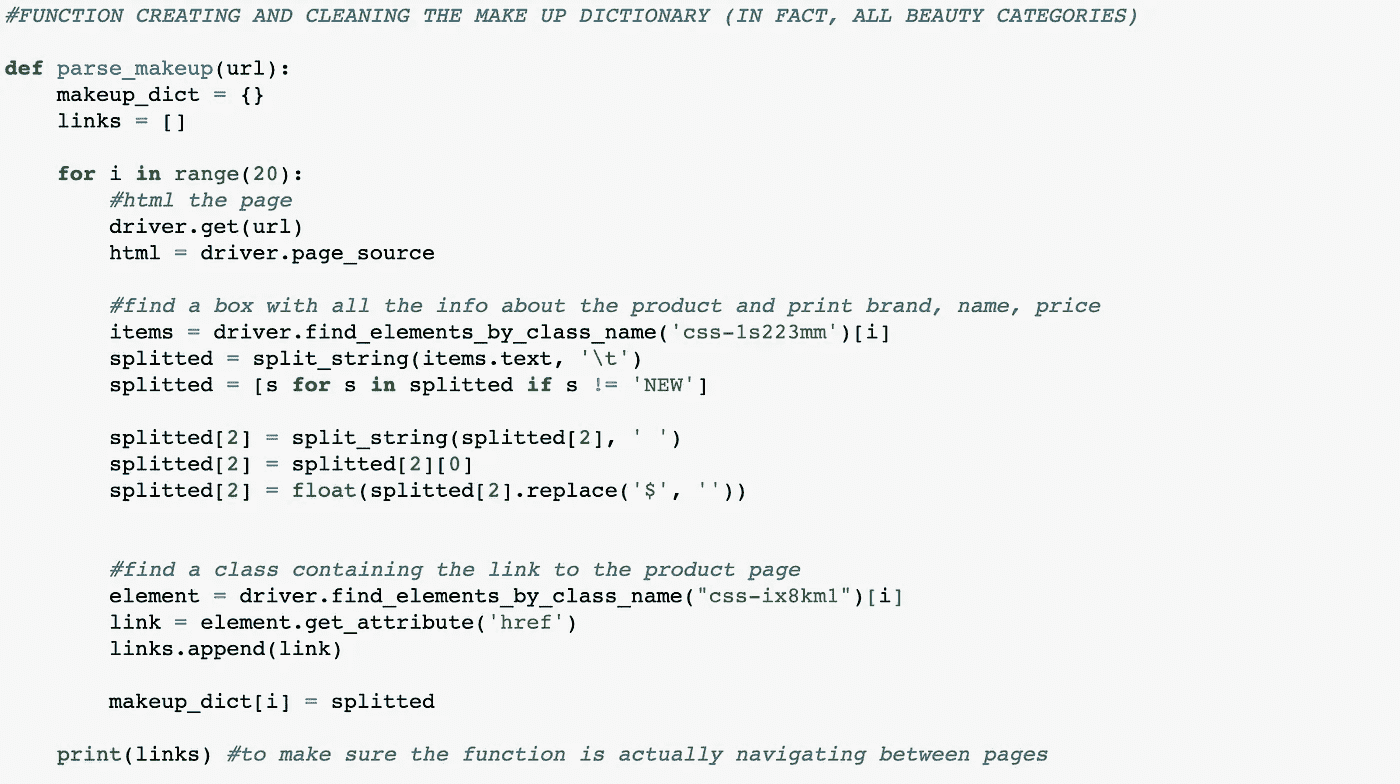 #FUNCTION CREATING AND CLEANING THE MAKE UP DICTIONARY (IN FACT, ALL BEAUTY CATEGORIES)
def parse_makeup(url):
    makeup_dict = {}
    links = []
    for i in range(20):
        #html the page
        driver.get(url)
        html = driver.page_source
        #find a box with all the info about the product and print brand, name, price
        items = driver.find_elements_by_class_name('css-1s223mm')[i]
        splitted = split_string(items.text, '\t')
        splitted = [s for s in splitted if s != 'NEW']
        splitted[2] = split_string(splitted[2], ' ')
        splitted[2] = splitted[2][0]
        splitted[2] = float(splitted[2].replace('$', ''))
        #find a class containing the link to the product page
        element = driver.find_elements_by_class_name("css-ix8km1")[i]
        link = element.get_attribute('href')
        links.append(link)
        makeup_dict[i] = splitted
    print(links) #to make sure the function is actually navigating between pages